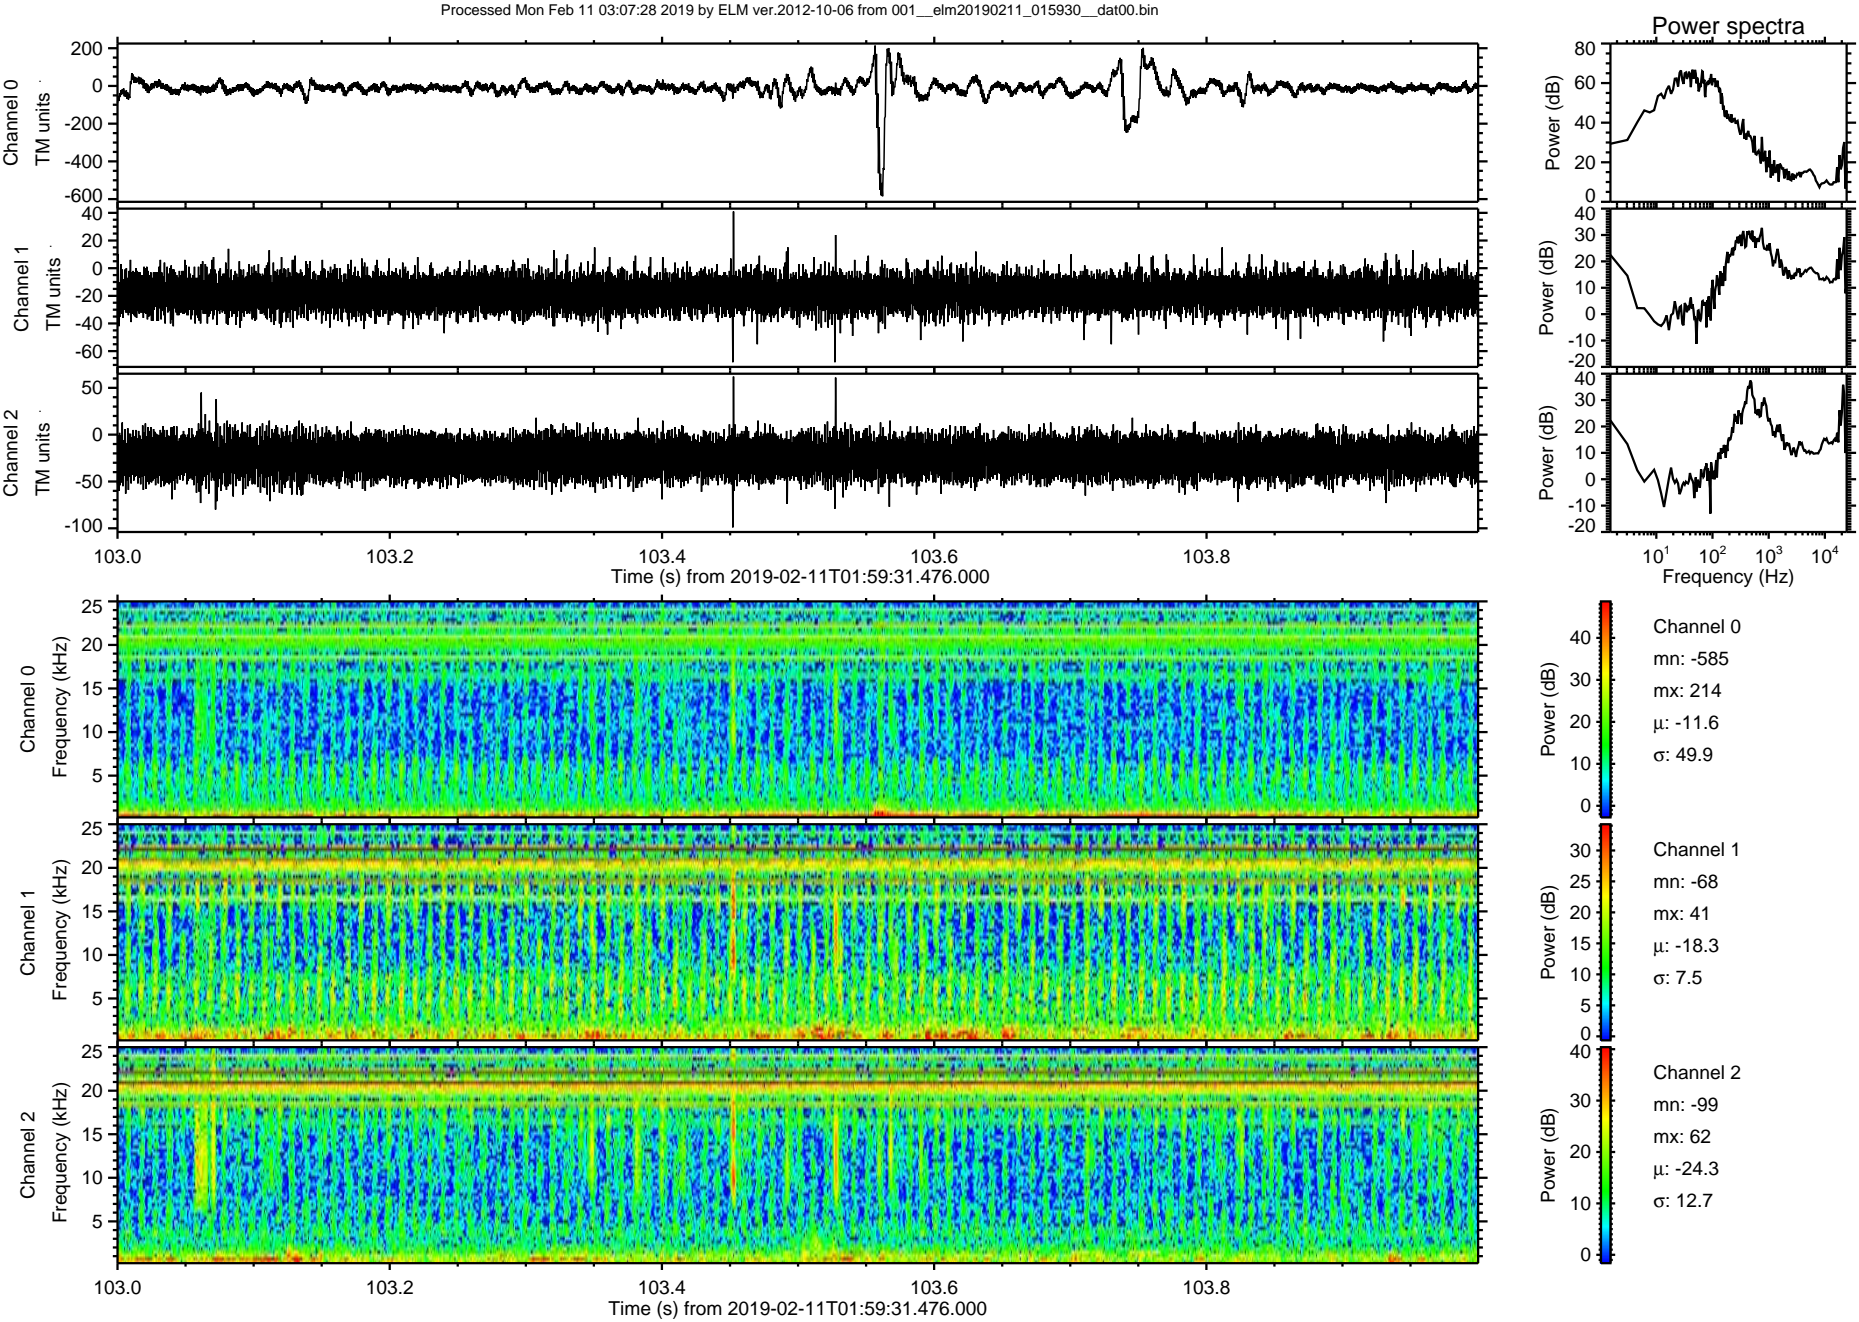 Processed Mon Feb 11 03:07:28 2019 by ELM ver.2012-10-06 from 001__elm20190211_015930__dat00.bin
Power spectra
Channel 0
TM units
200
0
-200
-400
-600
Power (dB)
80
60
40
20
0
Channel 1
TM units
40
20
0
-20
-40
-60
Power (dB)
40
30
20
10
0
-10
-20
Channel 2
TM units
50
0
-50
-100
Power (dB)
40
30
20
10
0
-10
-20
103.0 103.2 103.4 103.6 103.8
Time (s) from 2019-02-11T01:59:31.476.000
10^1 10^2 10^3 10^4
Frequency (Hz)
Channel 0
Frequency (kHz)
25
20
15
10
5
Power (dB)
40
30
20
10
0
Channel 0
mn: -585
mx: 214
μ: -11.6
σ: 49.9
Channel 1
Frequency (kHz)
25
20
15
10
5
Power (dB)
30
25
20
15
10
5
0
Channel 1
mn: -68
mx: 41
μ: -18.3
σ: 7.5
Channel 2
Frequency (kHz)
25
20
15
10
5
Power (dB)
40
30
20
10
0
Channel 2
mn: -99
mx: 62
μ: -24.3
σ: 12.7
103.0 103.2 103.4 103.6 103.8
Time (s) from 2019-02-11T01:59:31.476.000